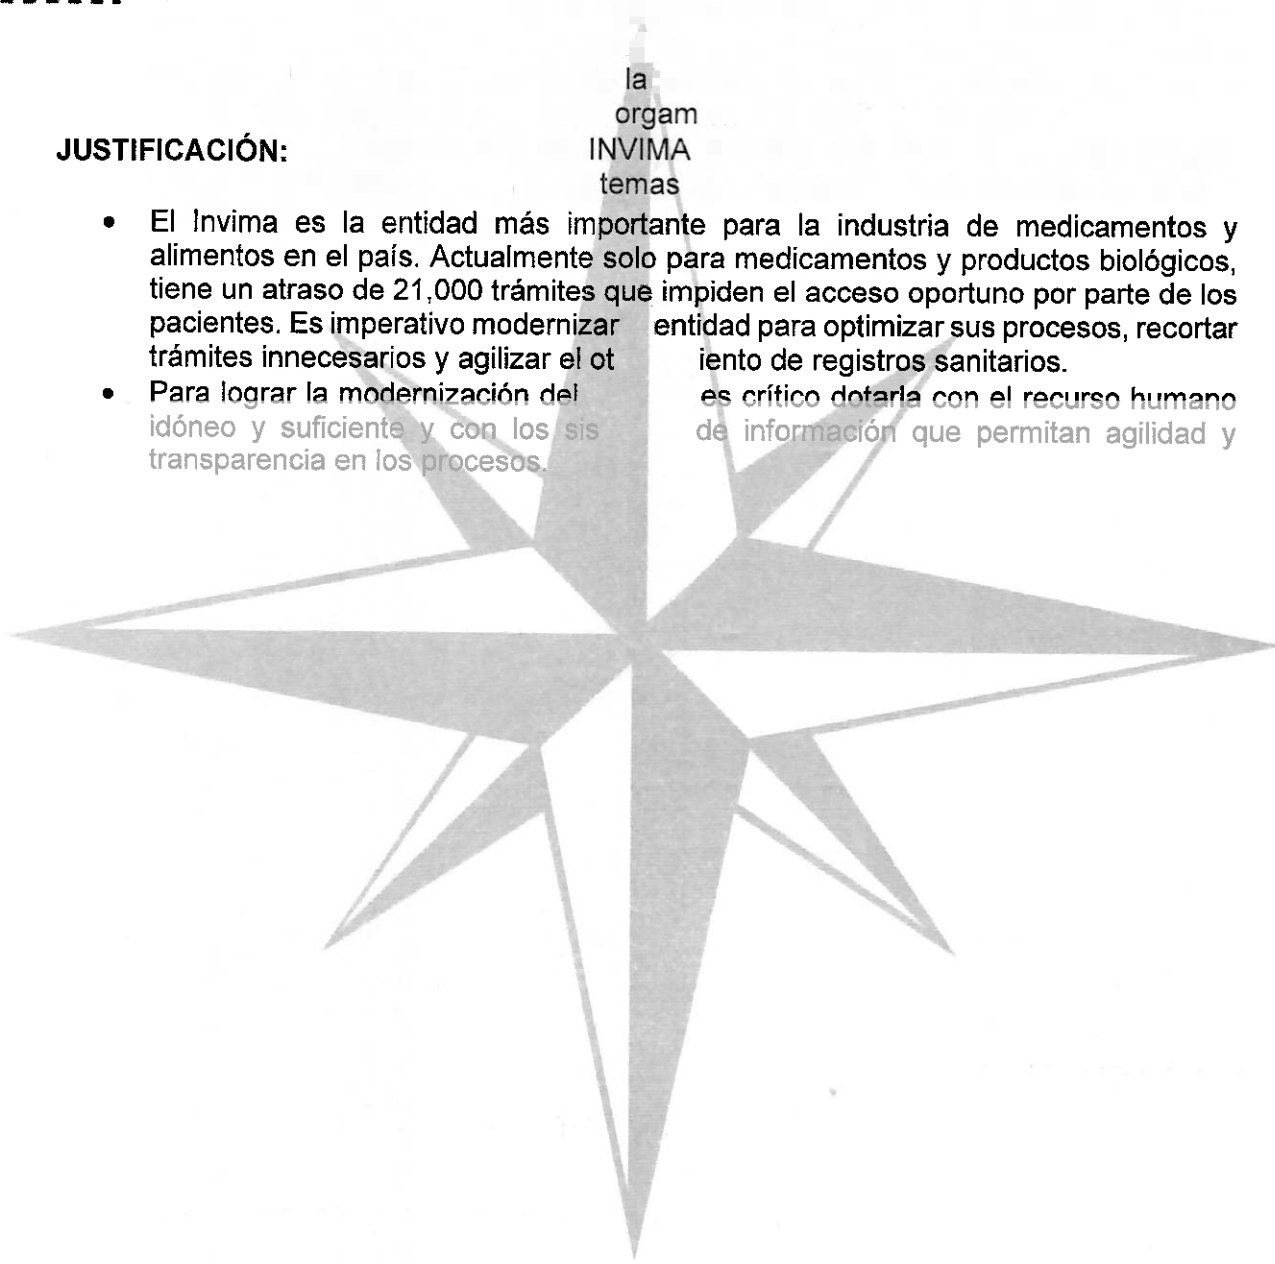 la
orgam
JUSTIFICACIÓN: INVIMA
temas
• El Invima es la entidad más importante para la industria de medicamentos y
alimentos en el país. Actualmente solo para medicamentos y productos biológicos,
tiene un atraso de 21,000 trámites que impiden el acceso oportuno por parte de los
pacientes. Es imperativo modernizar entidad para optimizar sus procesos, recortar
trámites innecesarios y agilizar el ot iento de registros sanitarios.
• Para lograr la modernización del es crítico dotarla con el recurso humano
idóneo y suficiente y con los sis de información que permitan agilidad y
transparencia en los procesos.